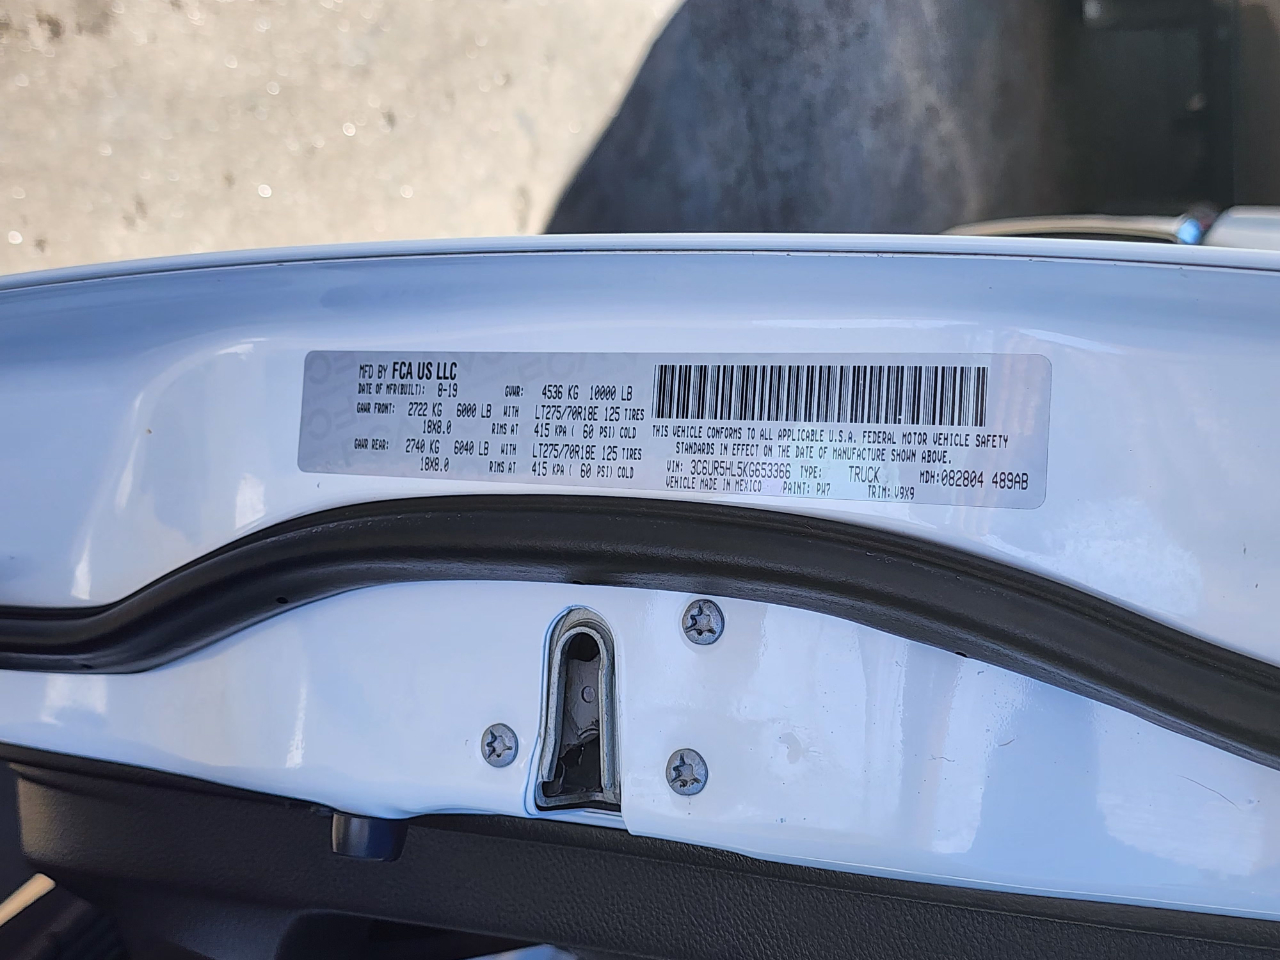 MFD BY FCA US LLC
DATE OF MFR(BUILT): 8-19 GVWR: 4536 KG 10000 LB
GAWR FRONT: 2722 KG 6000 LB WITH LT275/70R18E 125 TIRES
18X8.0 RIMS AT 415 KPA ( 60 PSI) COLD
GAWR REAR: 2740 KG 6040 LB WITH LT275/70R18E 125 TIRES
18X8.0 RIMS AT 415 KPA ( 60 PSI) COLD
THIS VEHICLE CONFORMS TO ALL APPLICABLE U.S.A. FEDERAL MOTOR VEHICLE SAFETY
STANDARDS IN EFFECT ON THE DATE OF MANUFACTURE SHOWN ABOVE.
VIN: 3C6UR5HL5KG653366 TYPE: TRUCK MDH:082804 489AB
VEHICLE MADE IN MEXICO PAINT: PW7 TRIM: V9X9